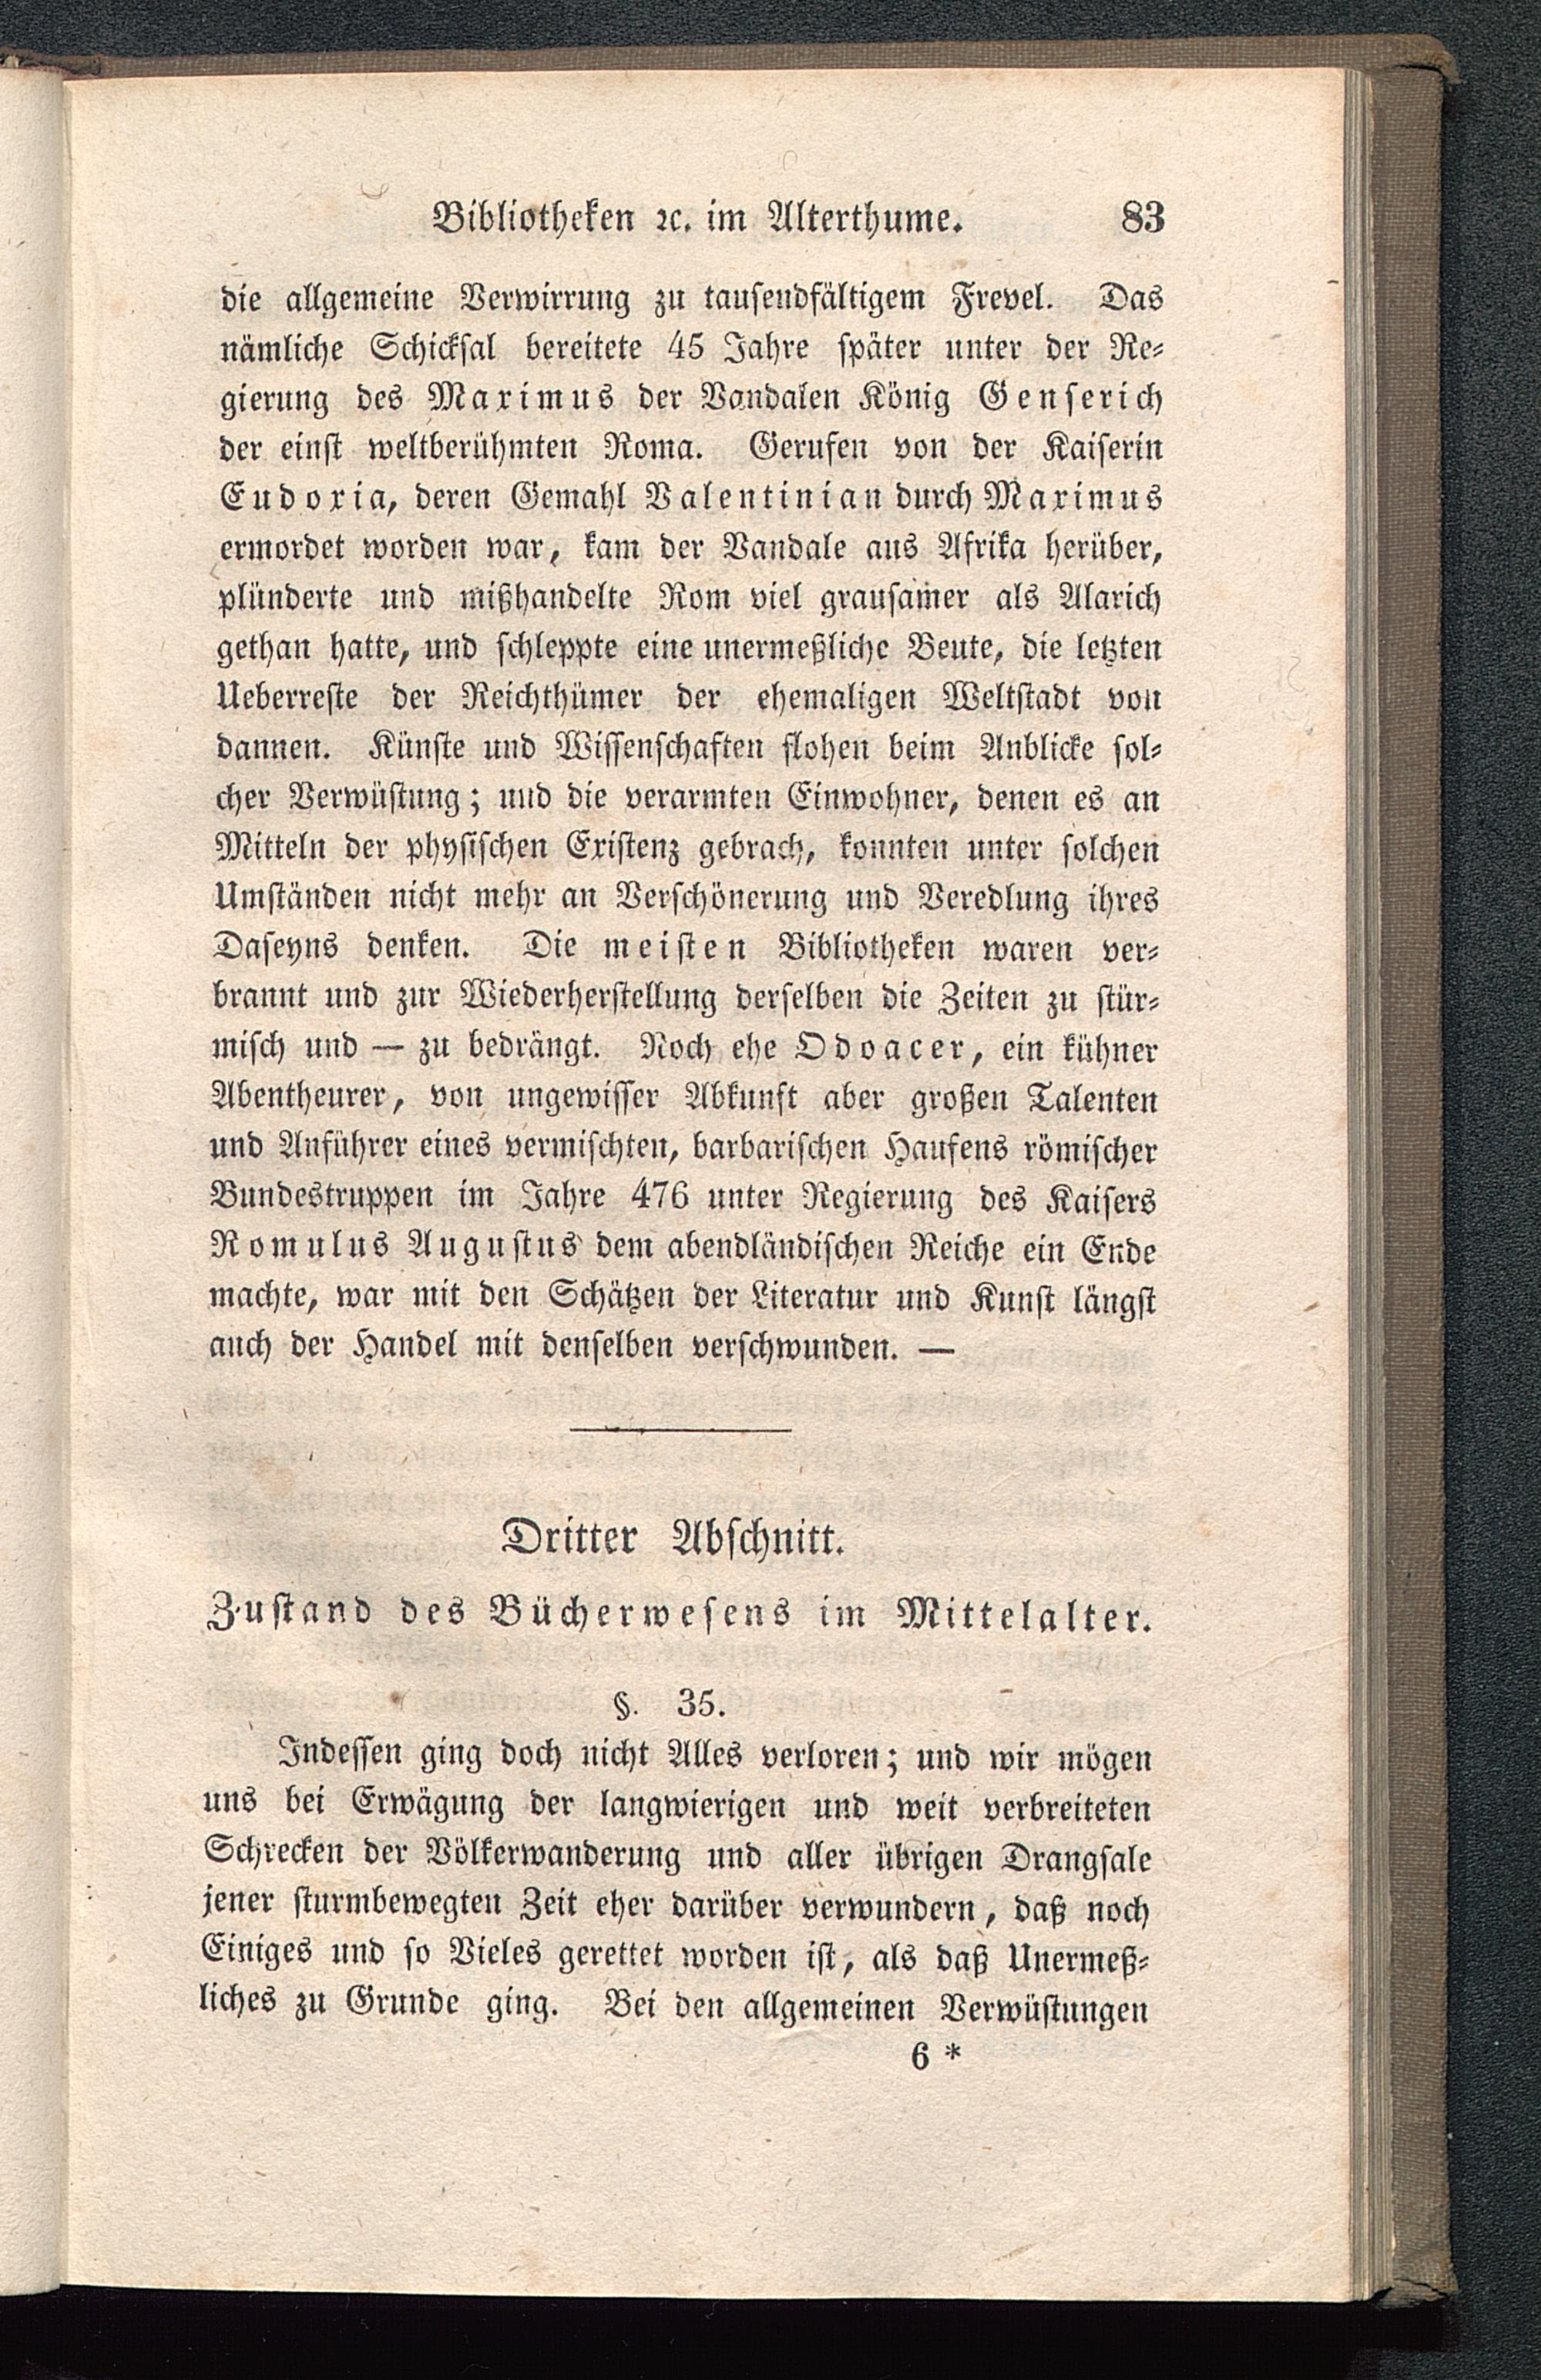 Bibliotheken ꝛc. im Alterthume. 83
die allgemeine Verwirrung zu tausendfältigem Frevel. Das
nämliche Schicksal bereitete 45 Jahre später unter der Re⸗
gierung des Maximus der Vandalen König Genserich
der einst weltberühmten Roma. Gerufen von der Kaiserin
Eudoxia, deren Gemahl Valentinian durch Maximus
ermordet worden war, kam der Vandale aus Afrika herüber,
plünderte und mißhandelte Rom viel grausamer als Alarich
gethan hatte, und schleppte eine unermeßliche Beute, die letzten
Ueberreste der Reichthümer der ehemaligen Weltstadt von
dannen. Künste und Wissenschaften flohen beim Anblicke sol⸗
cher Verwüstung; und die verarmten Einwohner, denen es an
Mitteln der physischen Existenz gebrach, konnten unter solchen
Umständen nicht mehr an Verschönerung und Veredlung ihres
Daseyns denken. Die meisten Bibliotheken waren ver⸗
brannt und zur Wiederherstellung derselben die Zeiten zu stür⸗
misch und — zu bedrängt. Noch ehe Odoacer, ein kühner
Abentheurer, von ungewisser Abkunft aber großen Talenten
und Anführer eines vermischten, barbarischen Haufens römischer
Bundestruppen im Jahre 476 unter Regierung des Kaisers
Romulus Augustus dem abendländischen Reiche ein Ende
machte, war mit den Schätzen der Literatur und Kunst längst
auch der Handel mit denselben verschwunden. —
Dritter Abschnitt.
Zustand des Bücherwesens im Mittelalter.
§. 35.
Indessen ging doch nicht Alles verloren; und wir mögen
uns bei Erwägung der langwierigen und weit verbreiteten
Schrecken der Völkerwanderung und aller übrigen Drangsale
jener sturmbewegten Zeit eher darüber verwundern, daß noch
Einiges und so Vieles gerettet worden ist, als daß Unermeß⸗
liches zu Grunde ging. Bei den allgemeinen Verwüstungen
6 *